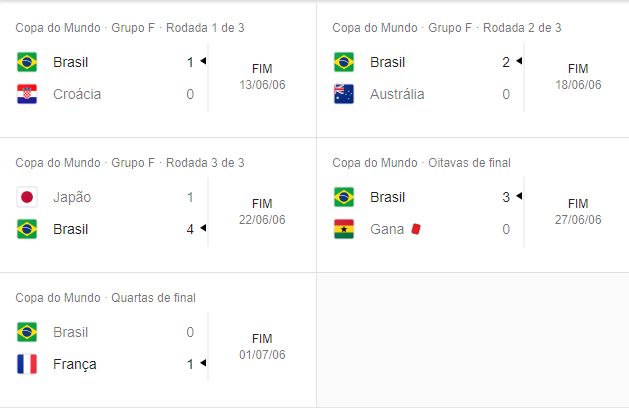 Copa do Mundo · Grupo F · Rodada 1 de 3
Brasil 1
Croácia 0
FIM
13/06/06
Copa do Mundo · Grupo F · Rodada 2 de 3
Brasil 2
Austrália 0
FIM
18/06/06
Copa do Mundo · Grupo F · Rodada 3 de 3
Japão 1
Brasil 4
FIM
22/06/06
Copa do Mundo · Oitavas de final
Brasil 3
Gana 0
FIM
27/06/06
Copa do Mundo · Quartas de final
Brasil 0
França 1
FIM
01/07/06